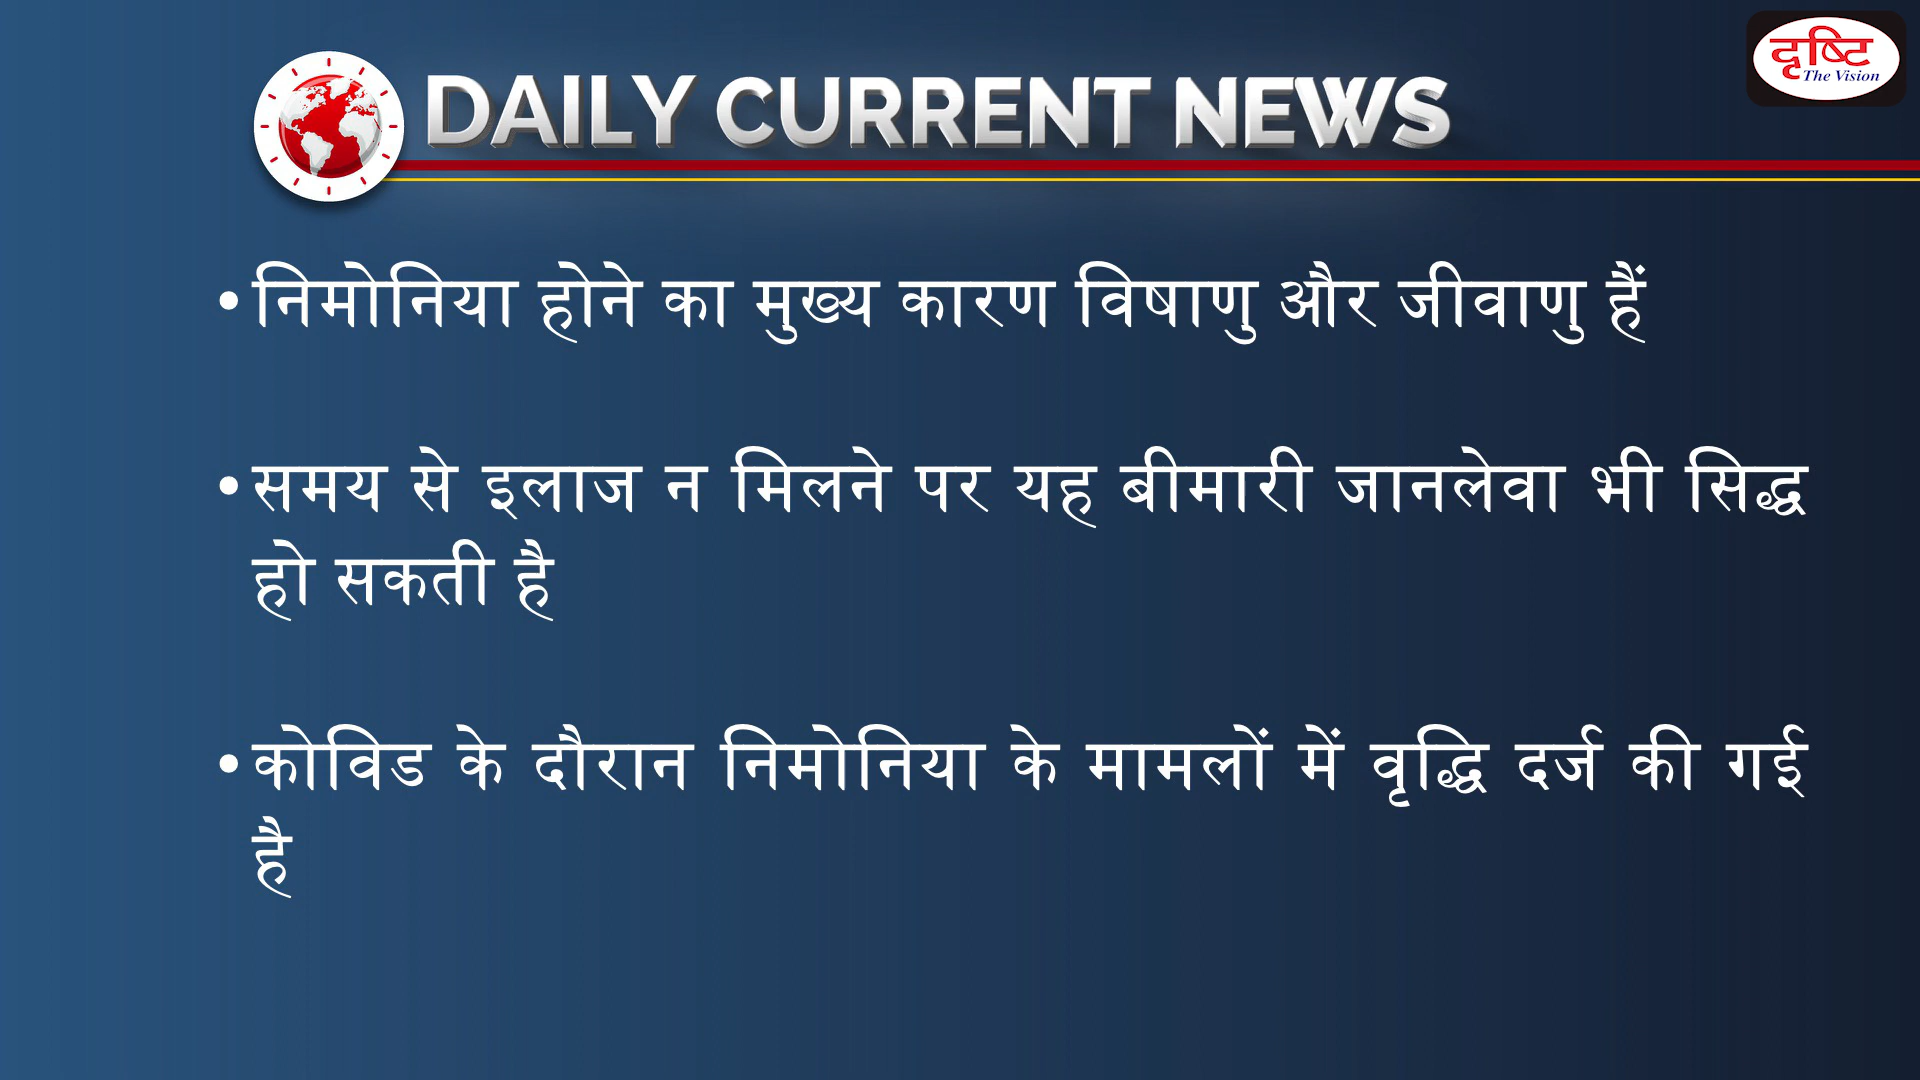 दृष्टि
The Vision
DAILY CURRENT NEWS
• निमोनिया होने का मुख्य कारण विषाणु और जीवाणु हैं
• समय से इलाज न मिलने पर यह बीमारी जानलेवा भी सिद्ध
हो सकती है
• कोविड के दौरान निमोनिया के मामलों में वृद्धि दर्ज की गई
है